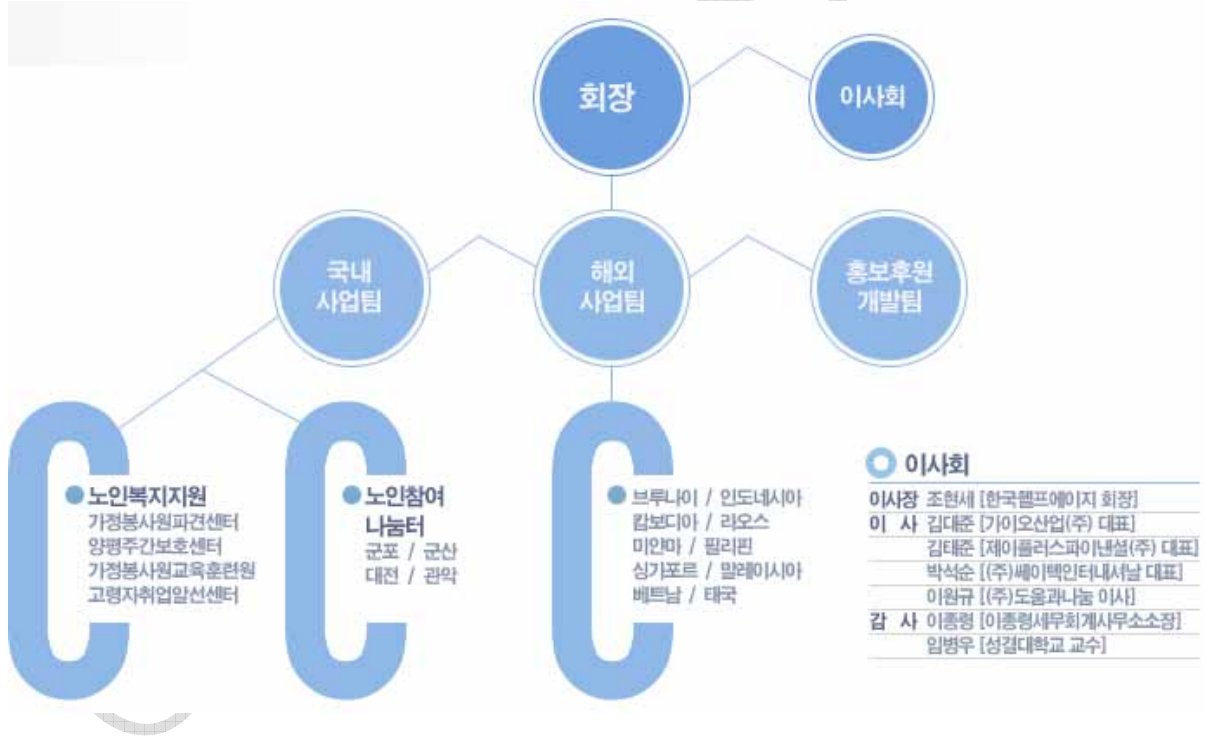 회장
이사회
국내
사업팀
해외
사업팀
홍보후원
개발팀
노인복지지원
가정봉사원파견센터
양평주간보호센터
가정봉사원교육훈련원
고령자취업알선센터
노인참여
나눔터
군포 / 군산
대전 / 관악
브루나이 / 인도네시아
캄보디아 / 라오스
미얀마 / 필리핀
싱가포르 / 말레이시아
베트남 / 태국
이사회
이사장 조현세 [한국헬프에이지 회장]
이 사 김대준 [가이오산업(주) 대표]
김태준 [제이플러스파이낸셜(주) 대표]
박석순 [(주)쎄이텍인터내셔날 대표]
이원규 [(주)도움과나눔 이사]
감 사 이종령 [이종령세무회계사무소소장]
임병우 [성결대학교 교수]